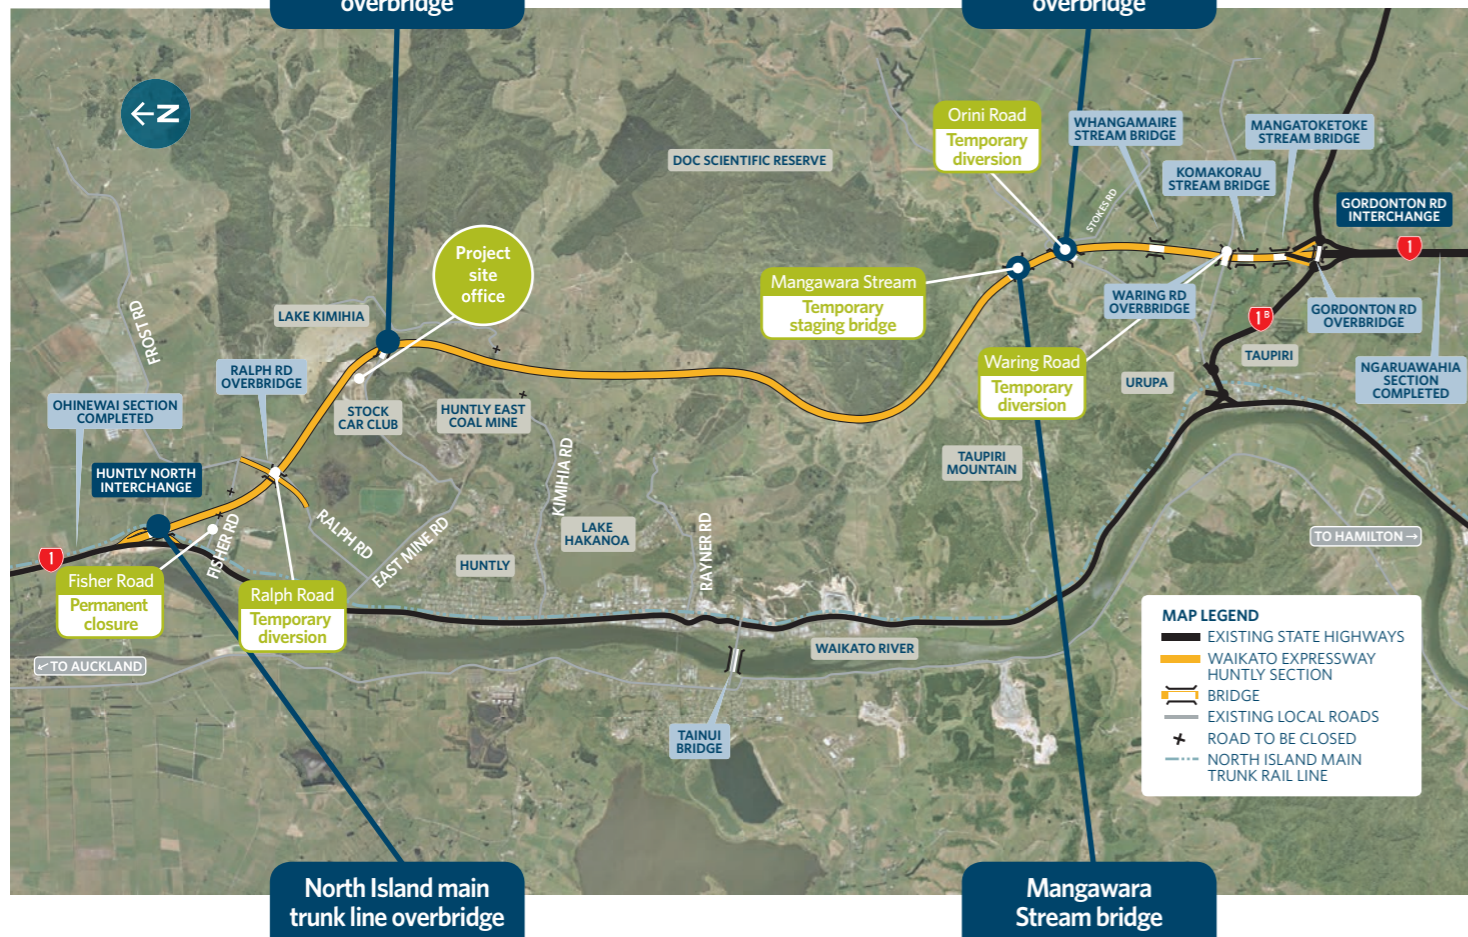 overbridge
overbridge
N
Orini Road
Temporary
diversion
WHANGAMAIRE
STREAM BRIDGE
MANGATOKETOKE
STREAM BRIDGE
DOC SCIENTIFIC RESERVE
KOMAKORAU
STREAM BRIDGE
STOKES RD
GORDONTON RD
INTERCHANGE
1
Project
site
office
Mangawara Stream
Temporary
staging bridge
LAKE KIMIHIA
FROST RD
WARING RD
OVERBRIDGE
GORDONTON RD
OVERBRIDGE
1B
TAUPIRI
Waring Road
Temporary
diversion
URUPA
NGARUAWAHIA
SECTION
COMPLETED
RALPH RD
OVERBRIDGE
OHINEWAI SECTION
COMPLETED
STOCK
CAR CLUB
HUNTLY EAST
COAL MINE
HUNTLY NORTH
INTERCHANGE
KIMIHIA RD
TAUPIRI
MOUNTAIN
FISHER RD
RALPH RD
EAST MINE RD
LAKE
HAKANOA
RAYNER RD
HUNTLY
TO HAMILTON →
1
Fisher Road
Permanent
closure
Ralph Road
Temporary
diversion
TO AUCKLAND
WAIKATO RIVER
TAINUI
BRIDGE
MAP LEGEND
EXISTING STATE HIGHWAYS
WAIKATO EXPRESSWAY
HUNTLY SECTION
BRIDGE
EXISTING LOCAL ROADS
ROAD TO BE CLOSED
NORTH ISLAND MAIN
TRUNK RAIL LINE
North Island main
trunk line overbridge
Mangawara
Stream bridge